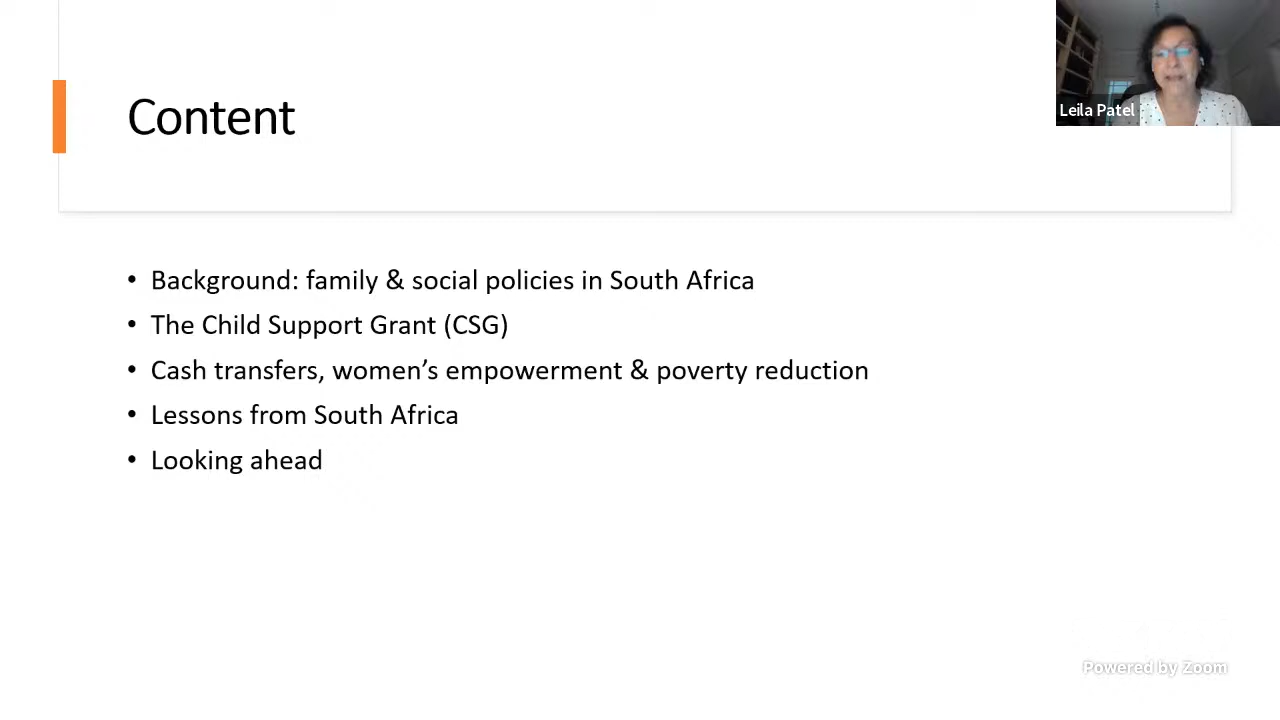 Content
Leila Patel
• Background: family & social policies in South Africa
• The Child Support Grant (CSG)
• Cash transfers, women’s empowerment & poverty reduction
• Lessons from South Africa
• Looking ahead
Powered by Zoom